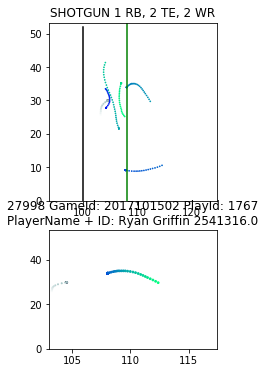 SHOTGUN 1 RB, 2 TE, 2 WR
50
40
30
20
10
0
100 110 120
27998 GameId: 2017101502 PlayId: 1767
PlayerName + ID: Ryan Griffin 2541316.0
40
20
0
105 110 115